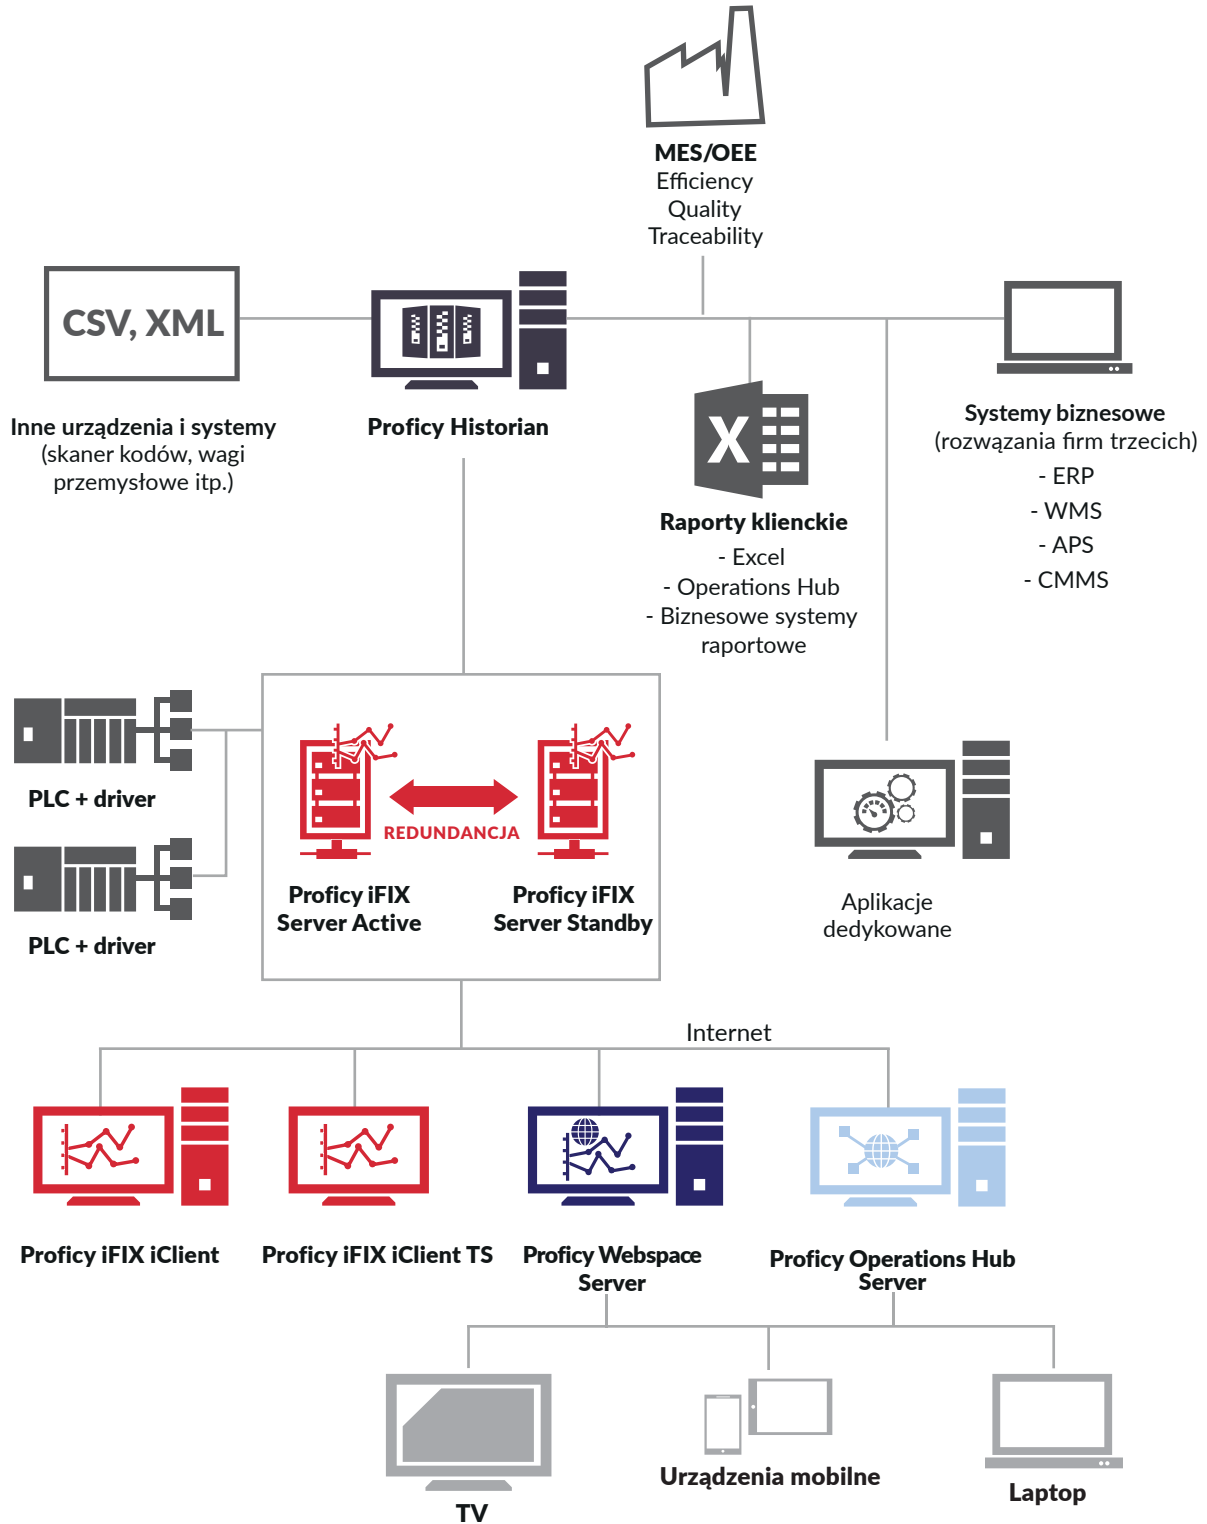 MES/OEE
Efficiency
Quality
Traceability
CSV, XML
Inne urządzenia i systemy
(skaner kodów, wagi
przemysłowe itp.)
Proficy Historian
X
Raporty klienckie
- Excel
- Operations Hub
- Biznesowe systemy
raportowe
Systemy biznesowe
(rozwązania firm trzecich)
- ERP
- WMS
- APS
- CMMS
PLC + driver
PLC + driver
REDUNDANCJA
Proficy iFIX
Server Active
Proficy iFIX
Server Standby
Aplikacje
dedykowane
Internet
Proficy iFIX iClient
Proficy iFIX iClient TS
Proficy Webspace
Server
Proficy Operations Hub
Server
TV
Urządzenia mobilne
Laptop